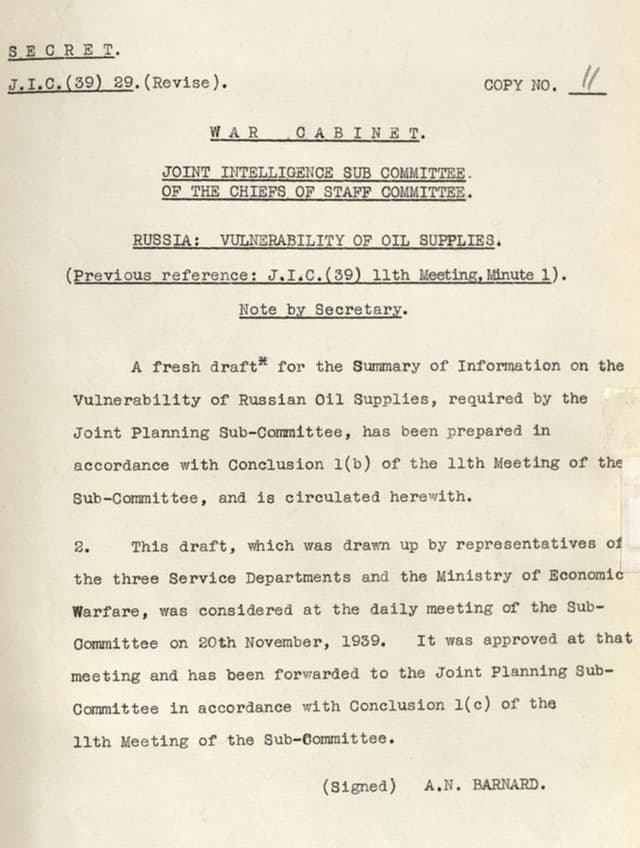 SECRET.
J.I.C.(39) 29.(Revise). COPY NO. 11
WAR CABINET.
JOINT INTELLIGENCE SUB COMMITTEE.
OF THE CHIEFS OF STAFF COMMITTEE.
RUSSIA: VULNERABILITY OF OIL SUPPLIES.
(Previous reference: J.I.C.(39) 11th Meeting, Minute 1).
Note by Secretary.
A fresh draft* for the Summary of Information on the
Vulnerability of Russian Oil Supplies, required by the
Joint Planning Sub-Committee, has been prepared in
accordance with Conclusion 1(b) of the 11th Meeting of the
Sub-Committee, and is circulated herewith.
2. This draft, which was drawn up by representatives of
the three Service Departments and the Ministry of Economic
Warfare, was considered at the daily meeting of the Sub-
Committee on 20th November, 1939. It was approved at that
meeting and has been forwarded to the Joint Planning Sub-
Committee in accordance with Conclusion 1(c) of the
11th Meeting of the Sub-Committee.
(Signed) A.N. BARNARD.